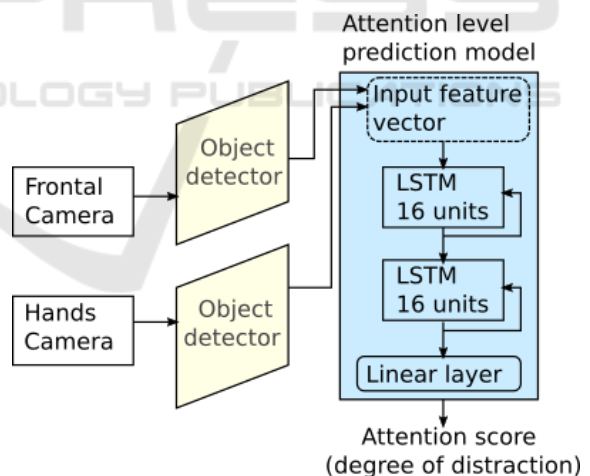 Attention level
prediction model
Input feature
vector
Object
detector
Frontal
Camera
LSTM
16 units
LSTM
16 units
Hands
Camera
Object
detector
Linear layer
Attention score
(degree of distraction)